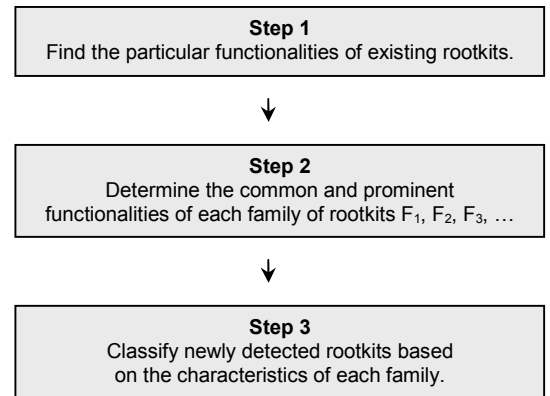 Step 1
Find the particular functionalities of existing rootkits.
Step 2
Determine the common and prominent
functionalities of each family of rootkits F₁, F₂, F₃, …
Step 3
Classify newly detected rootkits based
on the characteristics of each family.